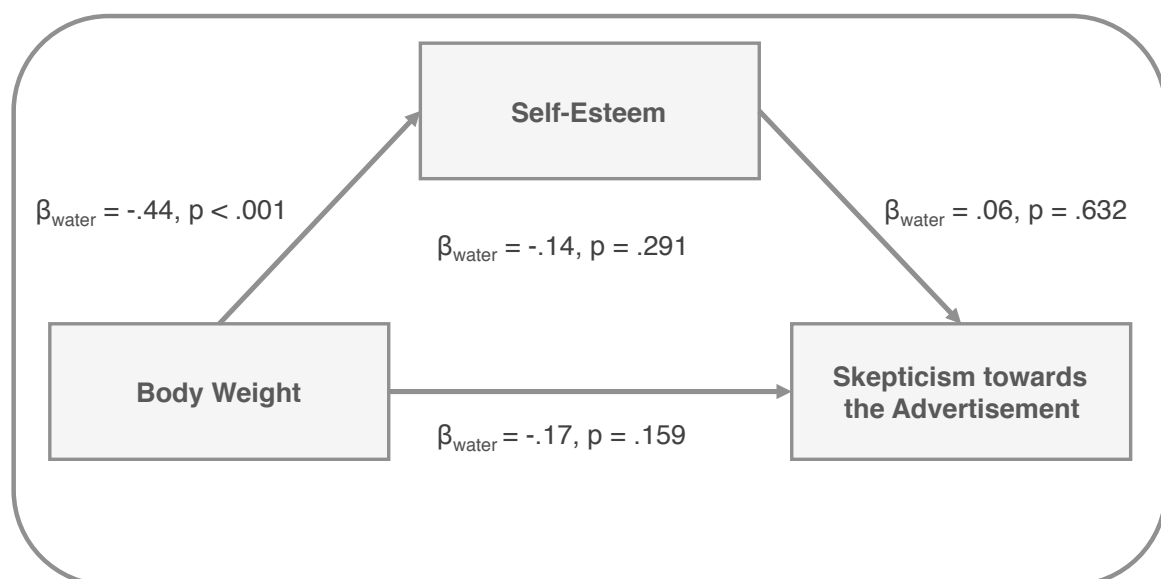 Self-Esteem
βwater = -.44, p < .001
βwater = .06, p = .632
βwater = -.14, p = .291
Body Weight
Skepticism towards
the Advertisement
βwater = -.17, p = .159